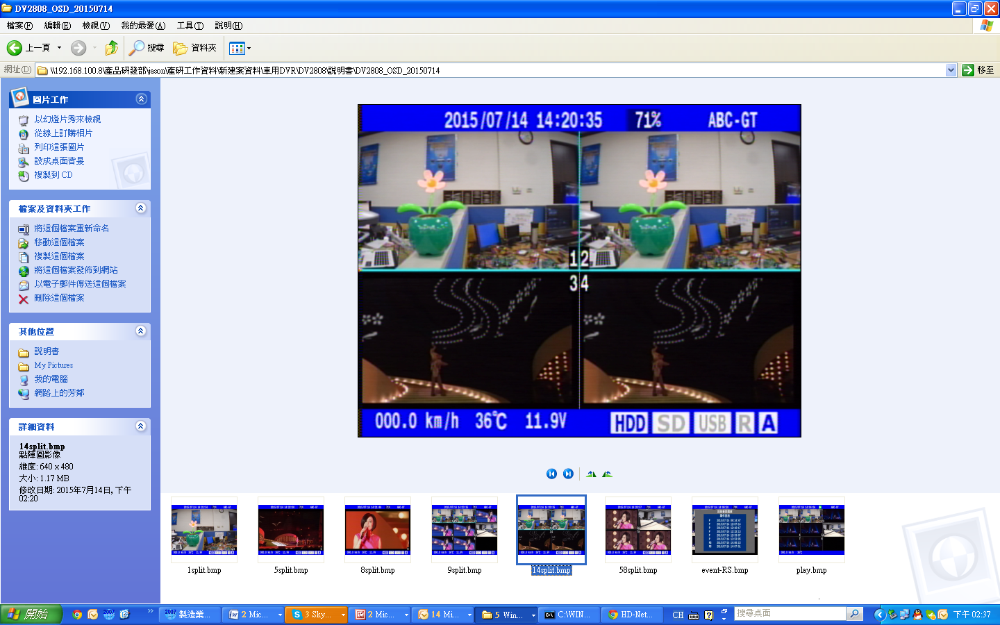 DV2808_OSD_20150714
檔案(F) 編輯(E) 檢視(V) 我的最愛(A) 工具(T) 說明(H)
上一頁 搜尋 資料夾
網址(D) \\192.168.100.8\產品研發部\jason\產研工作資料\新建案資料\車用DVR\DV2808\說明書\DV2808_OSD_20150714 移至
圖片工作
以幻燈片秀來檢視
從線上訂購相片
列印這張圖片
設成桌面背景
複製到 CD
檔案及資料夾工作
將這個檔案重新命名
移動這個檔案
複製這個檔案
將這個檔案發佈到網站
以電子郵件傳送這個檔案
刪除這個檔案
其他位置
說明書
My Pictures
我的電腦
網路上的芳鄰
詳細資料
14split.bmp
點陣圖影像
維度: 640 x 480
大小: 1.17 MB
修改日期: 2015年7月14日, 下午
02:20
2015/07/14 14:20:35 71% ABC-GT
1 2
3 4
000.0 km/h 36℃ 11.9V HDD SD USB R A
1split.bmp 5split.bmp 8split.bmp 9split.bmp 14split.bmp 58split.bmp event-RS.bmp play.bmp
開始 2007 » 2007 製造業... 2 Mic... 3 Sky... 2 Mic... 14 Mi... 5 Win... C:\WIN... HD-Net... CH 搜尋桌面 下午 02:37